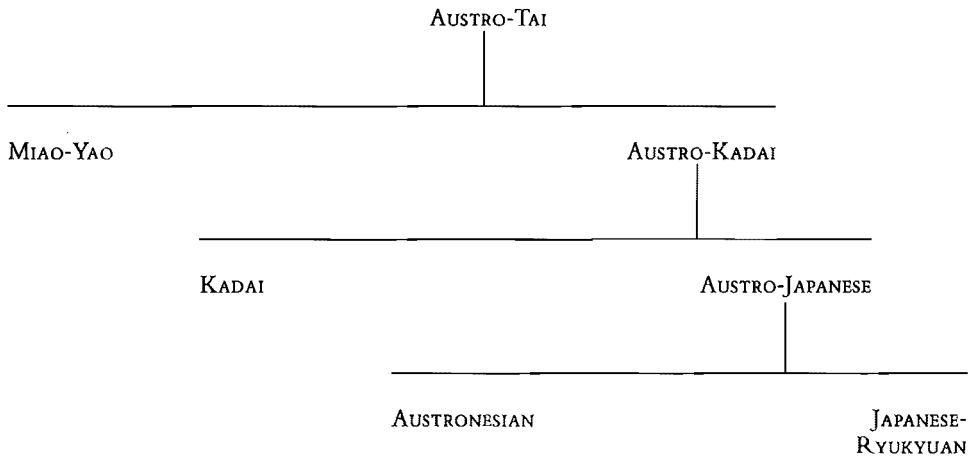 AUSTRO-TAI
MIAO-YAO
AUSTRO-KADAI
KADAI
AUSTRO-JAPANESE
AUSTRONESIAN
JAPANESE-
RYUKYUAN